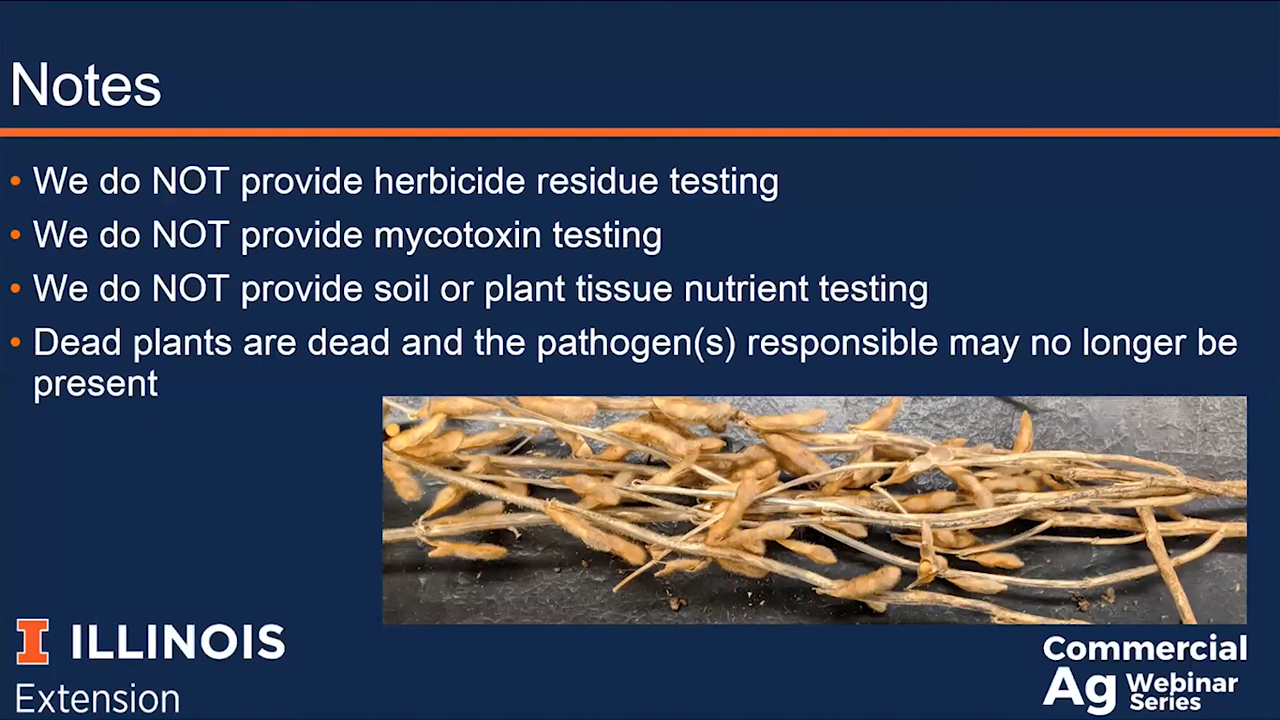 Notes
• We do NOT provide herbicide residue testing
• We do NOT provide mycotoxin testing
• We do NOT provide soil or plant tissue nutrient testing
• Dead plants are dead and the pathogen(s) responsible may no longer be
present
I ILLINOIS
Extension
Commercial
Ag Webinar
Series